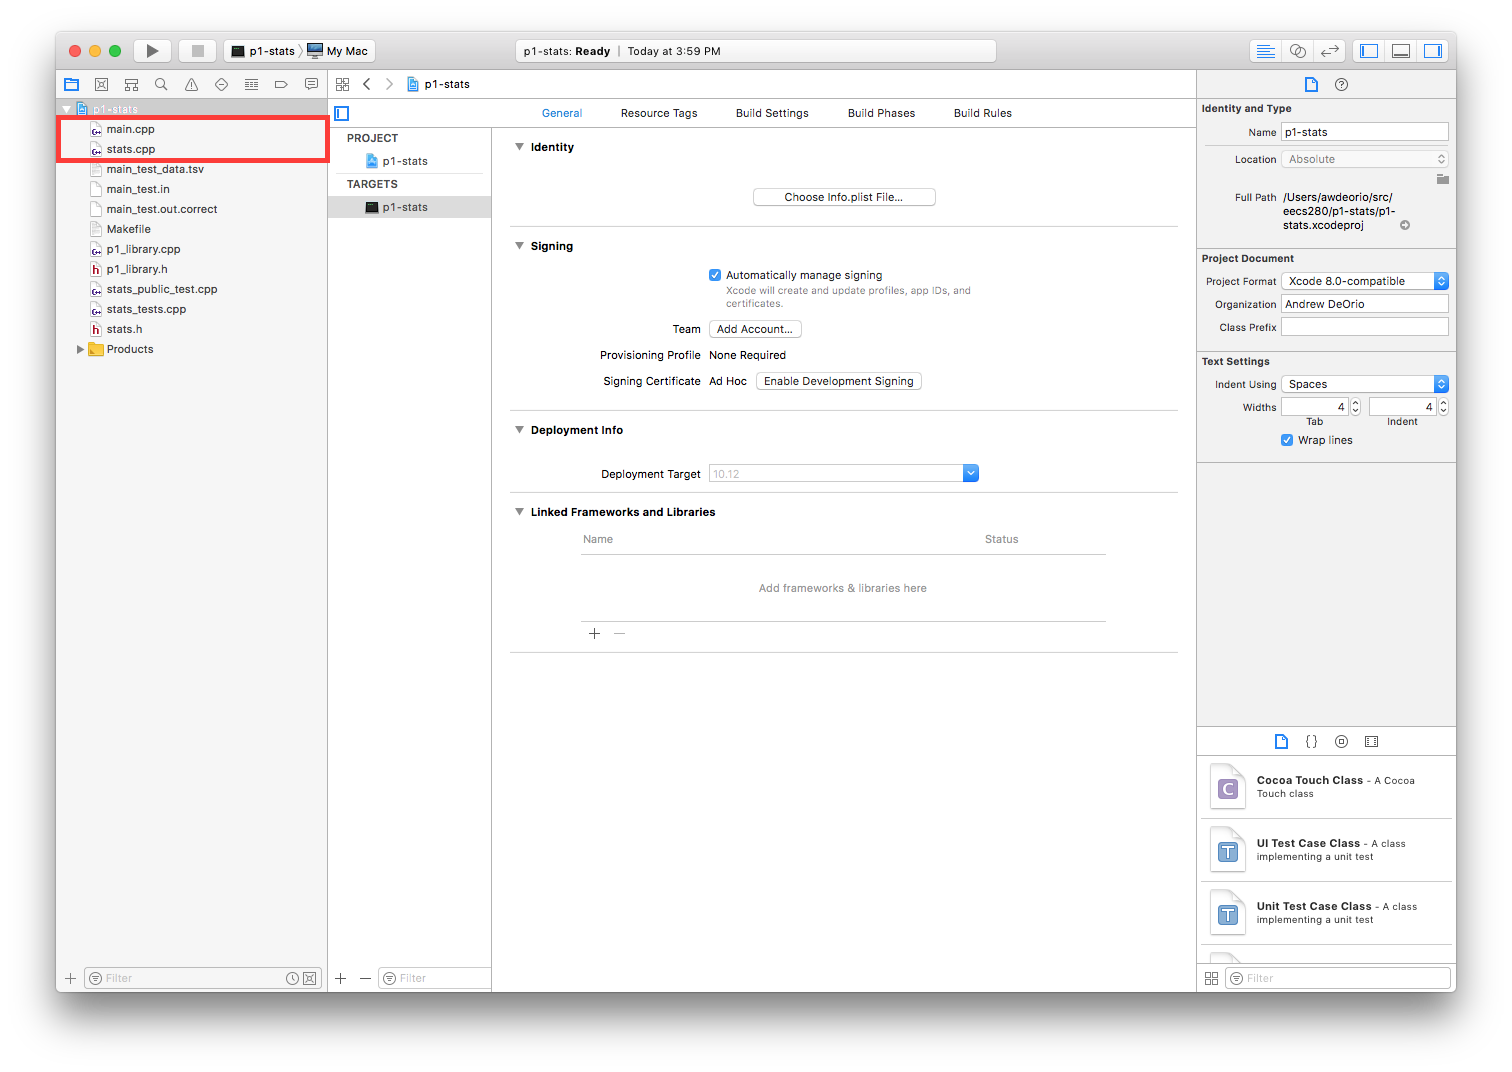 p1-stats My Mac
p1-stats: Ready | Today at 3:59 PM
p1-stats
main.cpp
stats.cpp
main_test_data.tsv
main_test.in
main_test.out.correct
Makefile
p1_library.cpp
p1_library.h
stats_public_test.cpp
stats_tests.cpp
stats.h
Products
Filter
p1-stats
General Resource Tags Build Settings Build Phases Build Rules
PROJECT
p1-stats
TARGETS
p1-stats
Filter
Identity
Choose Info.plist File...
Signing
Automatically manage signing
Xcode will create and update profiles, app IDs, and
certificates.
Team Add Account...
Provisioning Profile None Required
Signing Certificate Ad Hoc Enable Development Signing
Deployment Info
Deployment Target 10.12
Linked Frameworks and Libraries
Name Status
Add frameworks & libraries here
Identity and Type
Name p1-stats
Location Absolute
Full Path /Users/awdeorio/src/
eecs280/p1-stats/p1-
stats.xcodeproj
Project Document
Project Format Xcode 8.0-compatible
Organization Andrew DeOrio
Class Prefix
Text Settings
Indent Using Spaces
Widths 4 4
Tab Indent
Wrap lines
C
Cocoa Touch Class - A Cocoa
Touch class
T
UI Test Case Class - A class
implementing a unit test
T
Unit Test Case Class - A class
implementing a unit test
Filter